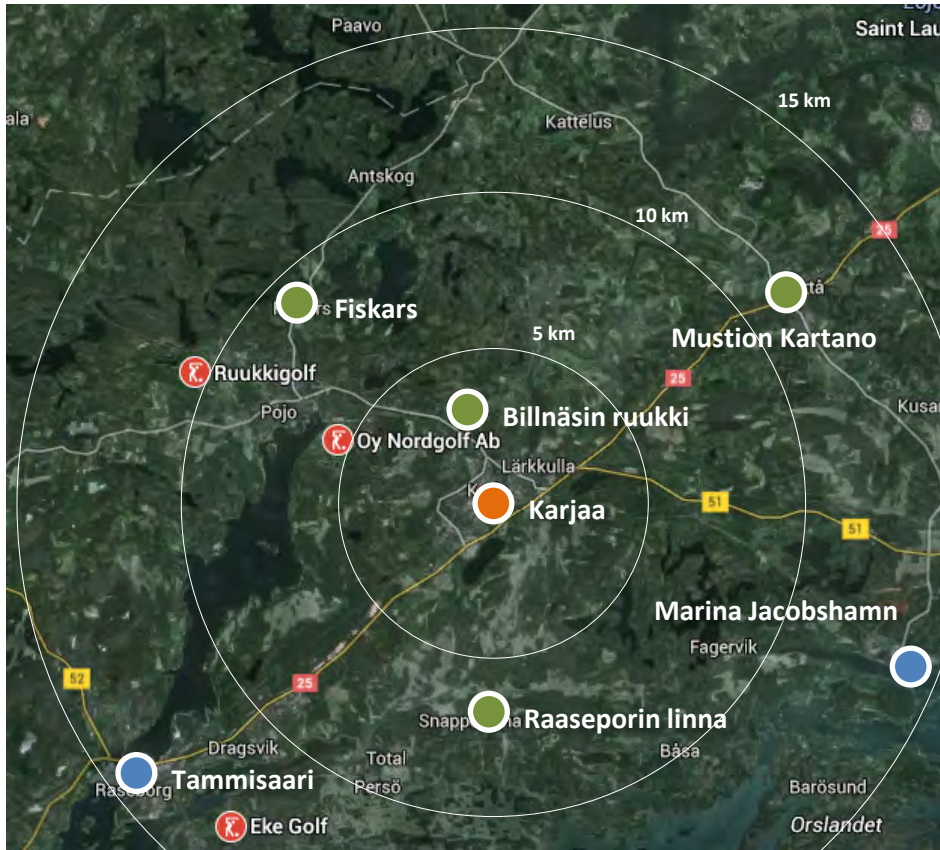 Paavo
Saint Lau
15 km
ala
Kattelus
Antskog
10 km
25
Fiskars
Mustion Kartano
5 km
Ruukkigolf
25
Pojo
Kusa
Billnäsin ruukki
Oy Nordgolf Ab
Lärkkulla
Karjaa
51
51
Marina Jacobshamn
Fagervik
52
25
Raaseporin linna
Dragsvik
Båsa
Total
Tammisaari
Persö
Barösund
Eke Golf
Orslandet